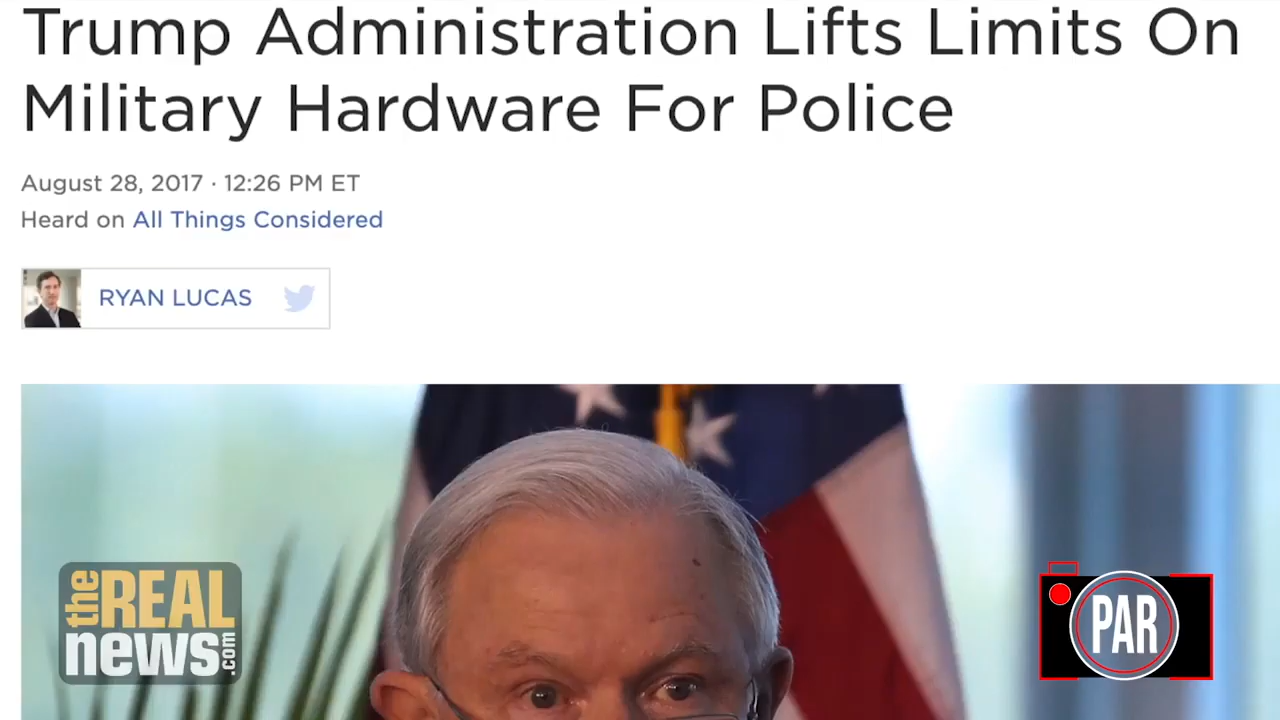 Trump Administration Lifts Limits On
Military Hardware For Police
August 28, 2017 · 12:26 PM ET
Heard on All Things Considered
RYAN LUCAS
the REAL
news.com
PAR